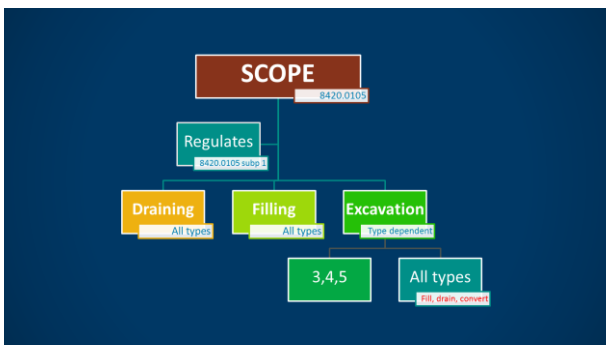 SCOPE
8420.0105
Regulates
8420.0105 subp 1
Draining
All types
Filling
All types
Excavation
Type dependent
3,4,5
All types
Fill, drain, convert